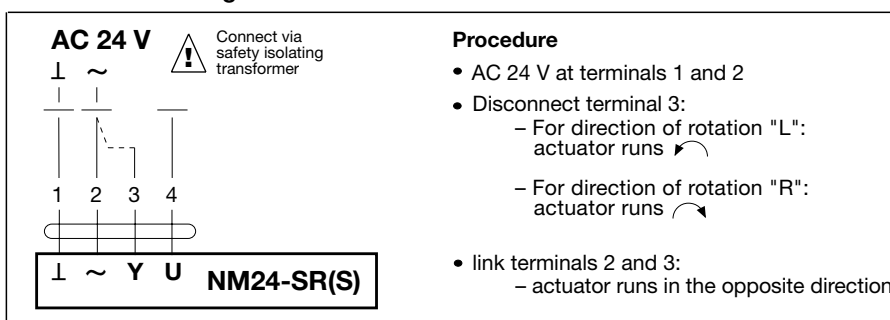 AC 24 V
Connect via
safety isolating
transformer
⊥ ~
1 2 3 4
⊥ ~ Y U NM24-SR(S)
Procedure
• AC 24 V at terminals 1 and 2
• Disconnect terminal 3:
– For direction of rotation "L":
actuator runs
– For direction of rotation "R":
actuator runs
• link terminals 2 and 3:
– actuator runs in the opposite direction